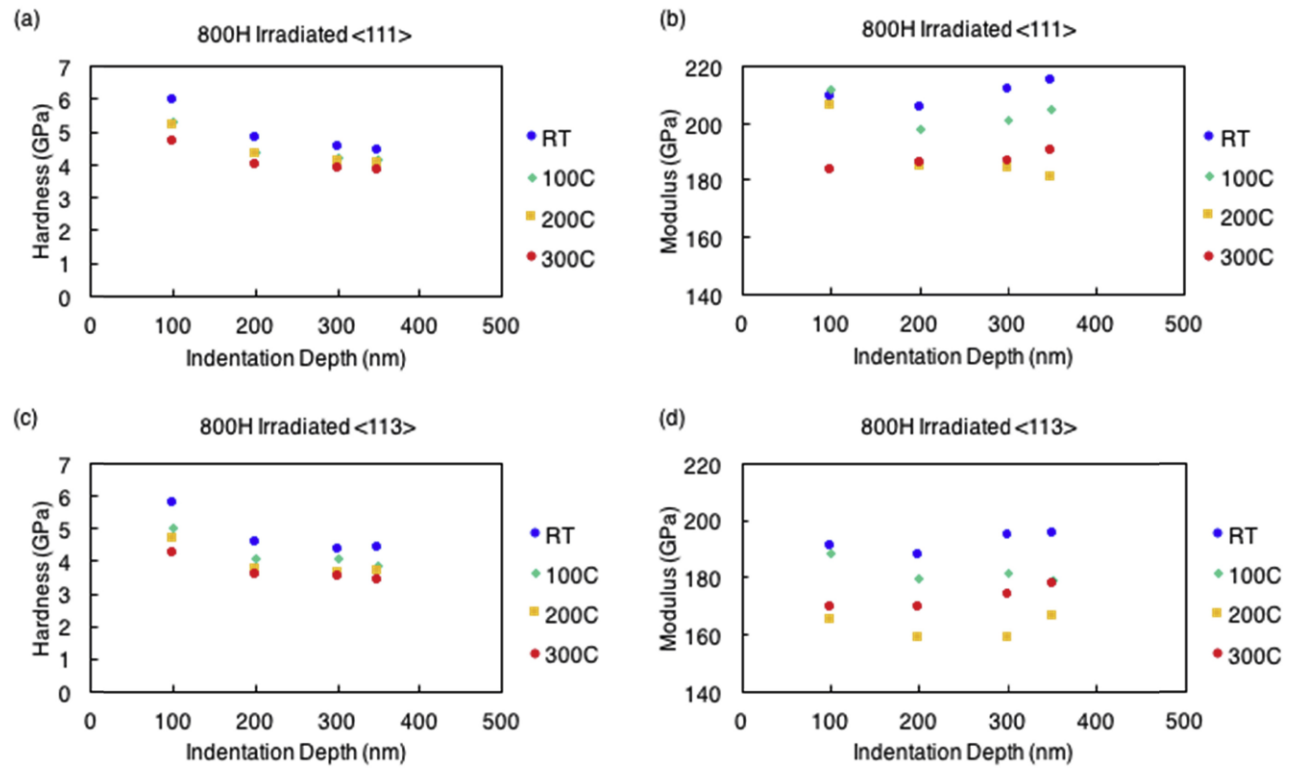 (a)
800H Irradiated <111>
7
6
5
4
3
2
1
0
Hardness (GPa)
0 100 200 300 400 500
Indentation Depth (nm)
RT
100C
200C
300C
(b)
800H Irradiated <111>
220
200
180
160
140
Modulus (GPa)
0 100 200 300 400 500
Indentation Depth (nm)
RT
100C
200C
300C
(c)
800H Irradiated <113>
7
6
5
4
3
2
1
0
Hardness (GPa)
0 100 200 300 400 500
Indentation Depth (nm)
RT
100C
200C
300C
(d)
800H Irradiated <113>
220
200
180
160
140
Modulus (GPa)
0 100 200 300 400 500
Indentation Depth (nm)
RT
100C
200C
300C